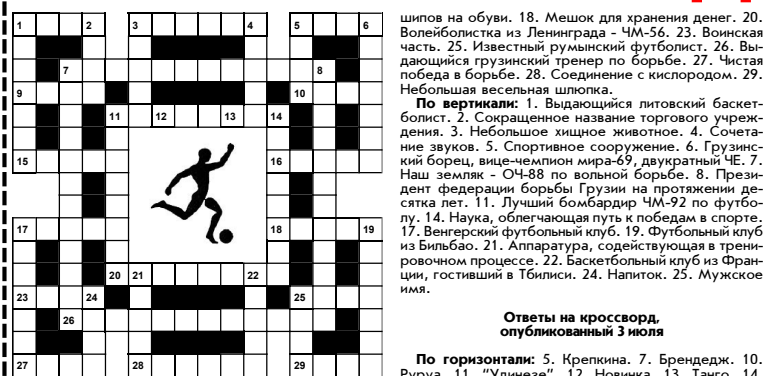 1 2 3 4 5 6
7 8
9 10
11 12 13 14
15 16
17 18 19
20 21 22
23 24 25
26
27 28 29
шипов на обуви. 18. Мешок для хранения денег. 20.
Волейболистка из Ленинграда - ЧМ-56. 23. Воинская
часть. 25. Известный румынский футболист. 26. Вы-
дающийся грузинский тренер по борьбе. 27. Чистая
победа в борьбе. 28. Соединение с кислородом. 29.
Небольшая весельная шлюпка.
По вертикали: 1. Выдающийся литовский баскет-
болист. 2. Сокращенное название торгового учреж-
дения. 3. Небольшое хищное животное. 4. Сочета-
ние звуков. 5. Спортивное сооружение. 6. Грузинс-
кий борец, вице-чемпион мира-69, двукратный ЧЕ. 7.
Наш земляк - ОЧ-88 по вольной борьбе. 8. Прези-
дент федерации борьбы Грузии на протяжении де-
сятка лет. 11. Лучший бомбардир ЧМ-92 по футбо-
лу. 14. Наука, облегчающая путь к победам в спорте.
17. Венгерский футбольный клуб. 19. Футбольный клуб
из Бильбао. 21. Аппаратура, содействующая в трени-
ровочном процессе. 22. Баскетбольный клуб из Фран-
ции, гостивший в Тбилиси. 24. Напиток. 25. Мужское
имя.
Ответы на кроссворд,
опубликованный 3 июля
По горизонтали: 5. Крепкина. 7. Брендедж. 10.
Руруа. 11. "Удинезе". 12. Новинка. 13. Танго. 14.